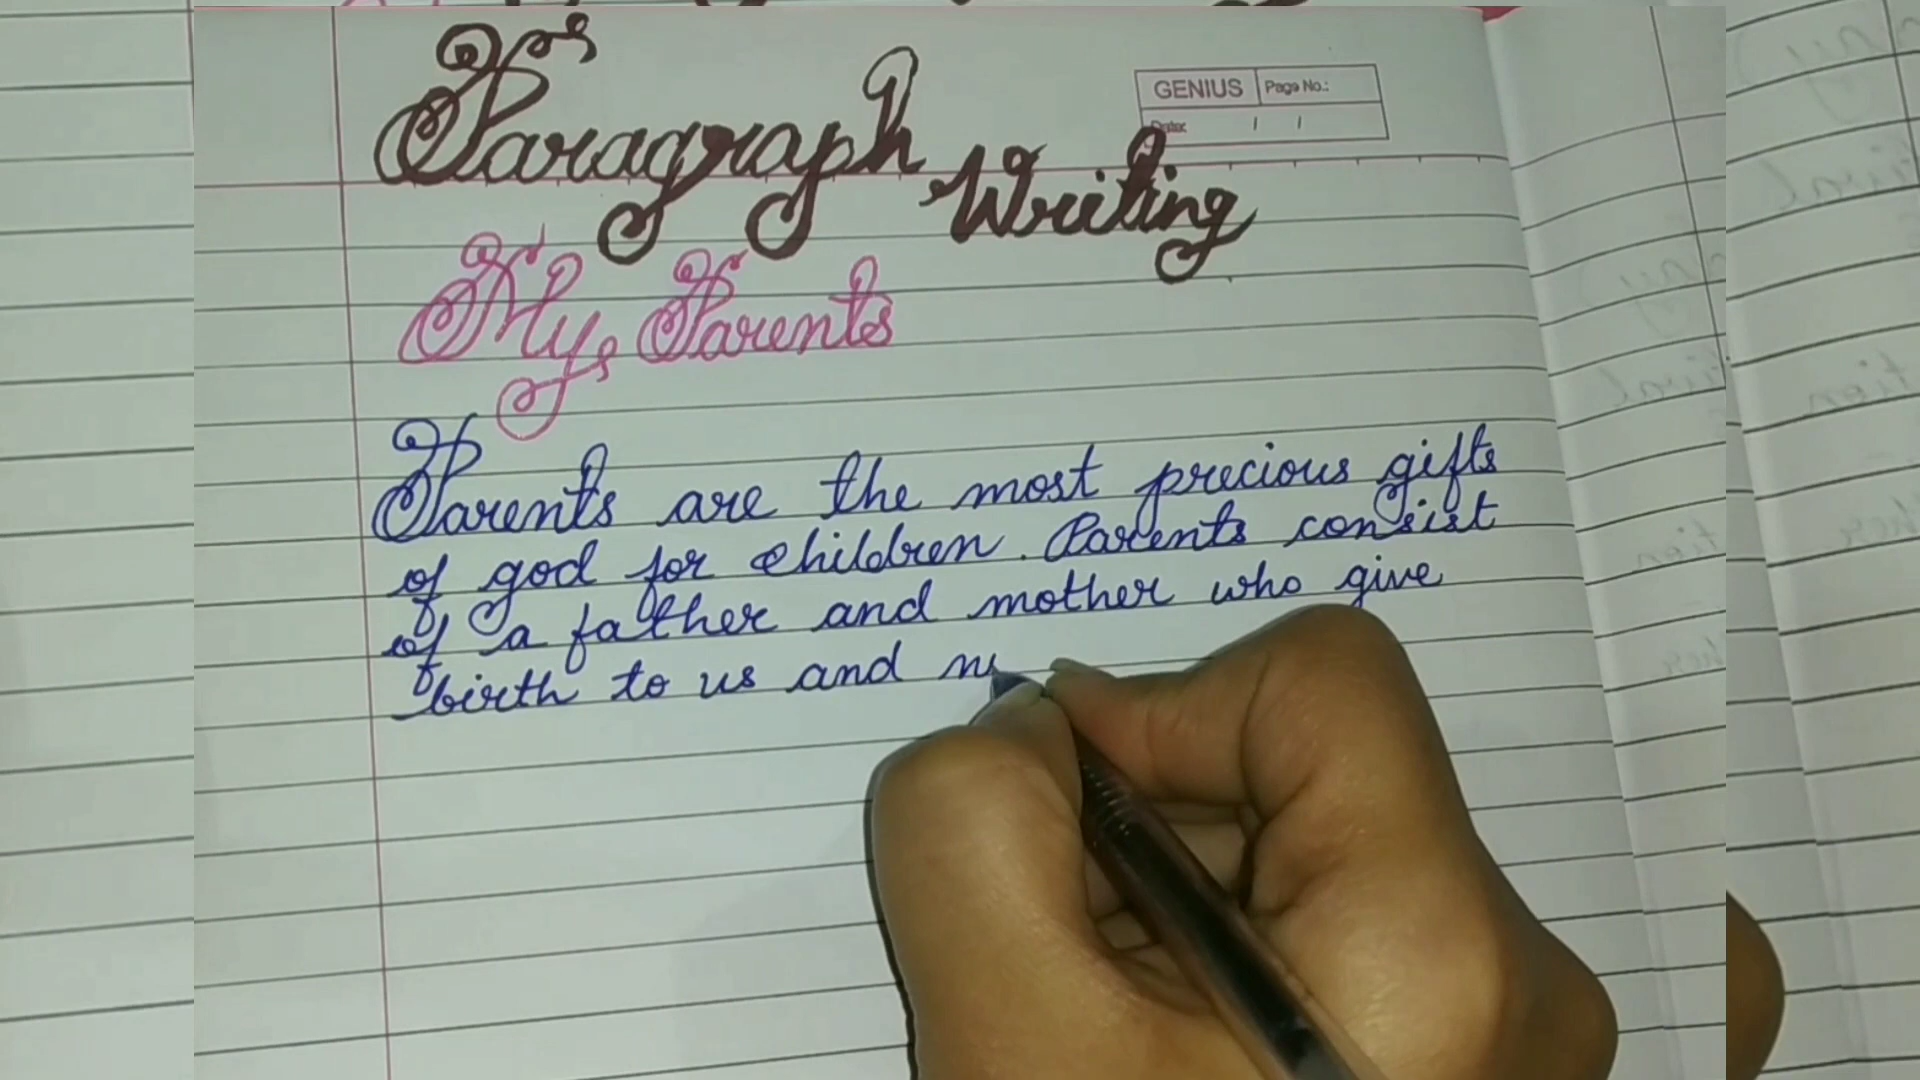 GENIUS Page No.:
Date: / /
Paragraph Writing
My Parents
Parents are the most precious gifts
of god for children. Parents consist
of a father and mother who give
birth to us and